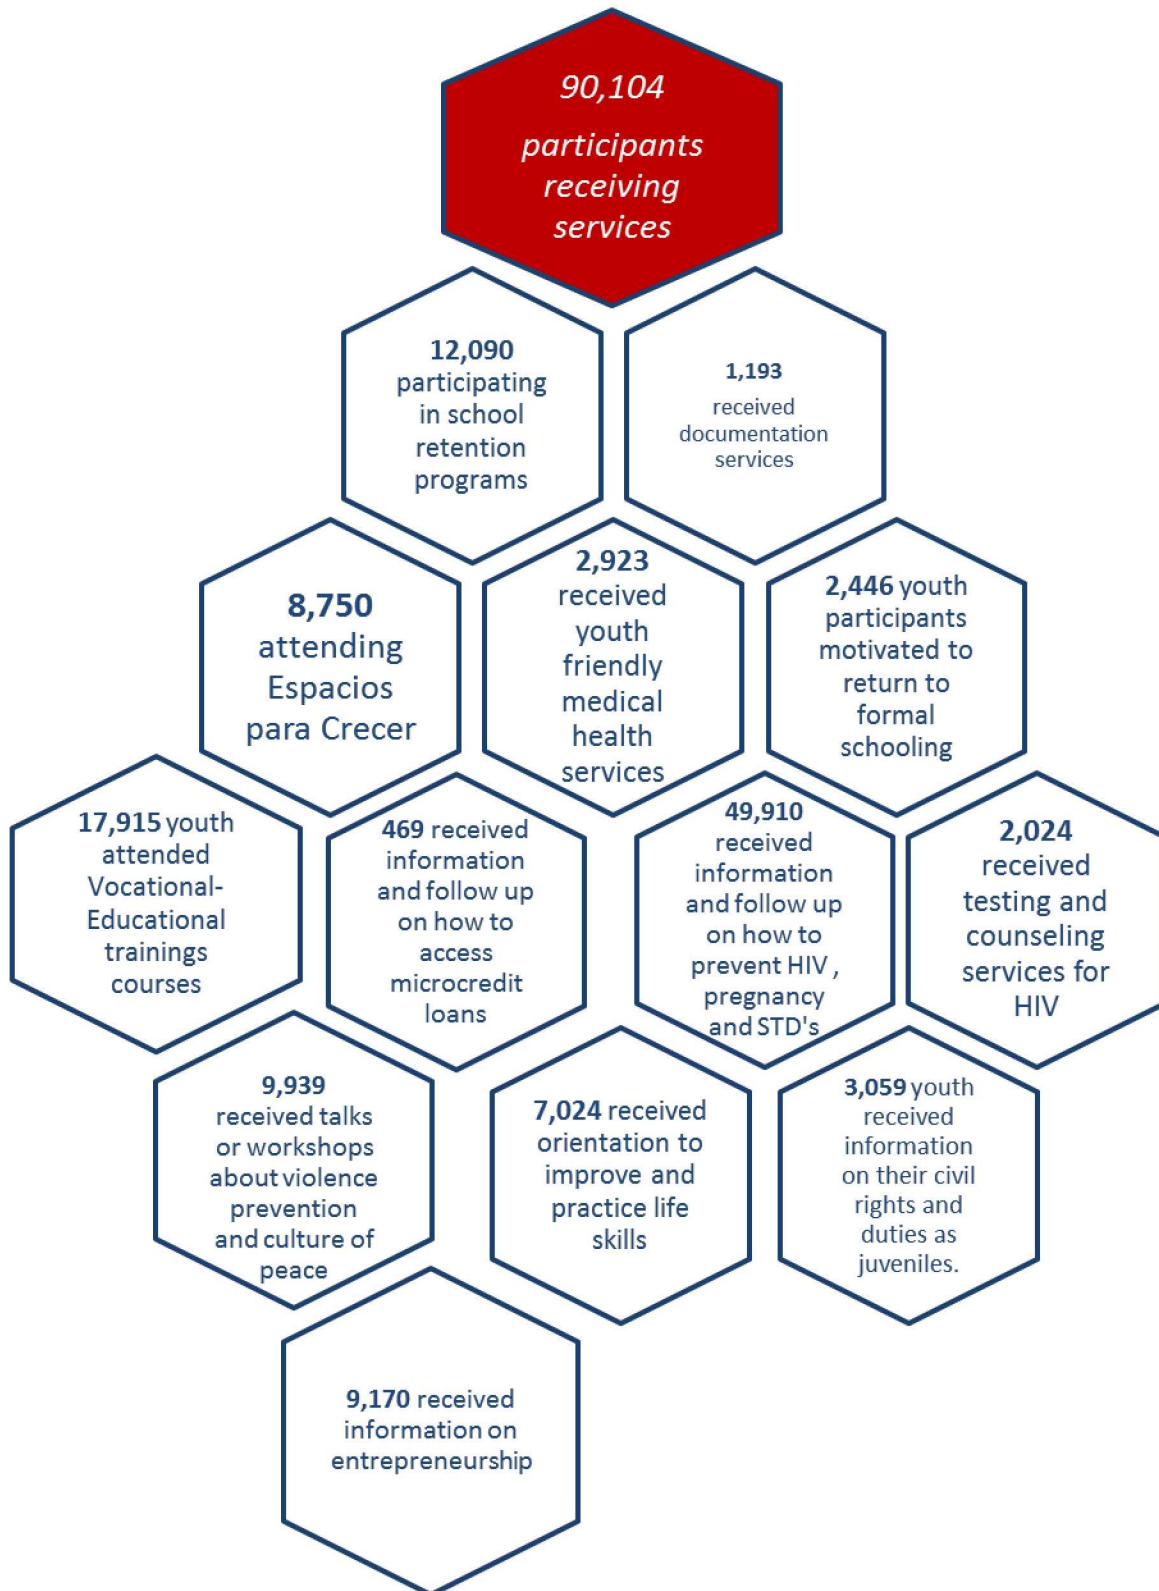 90,104
participants
receiving
services
12,090
participating
in school
retention
programs
1,193
received
documentation
services
8,750
attending
Espacios
para Crecer
2,923
received
youth
friendly
medical
health
services
2,446 youth
participants
motivated to
return to
formal
schooling
17,915 youth
attended
Vocational-
Educational
trainings
courses
469 received
information
and follow up
on how to
access
microcredit
loans
49,910
received
information
and follow up
on how to
prevent HIV ,
pregnancy
and STD's
2,024
received
testing and
counseling
services for
HIV
9,939
received talks
or workshops
about violence
prevention
and culture of
peace
7,024 received
orientation to
improve and
practice life
skills
3,059 youth
received
information
on their civil
rights and
duties as
juveniles.
9,170 received
information on
entrepreneurship